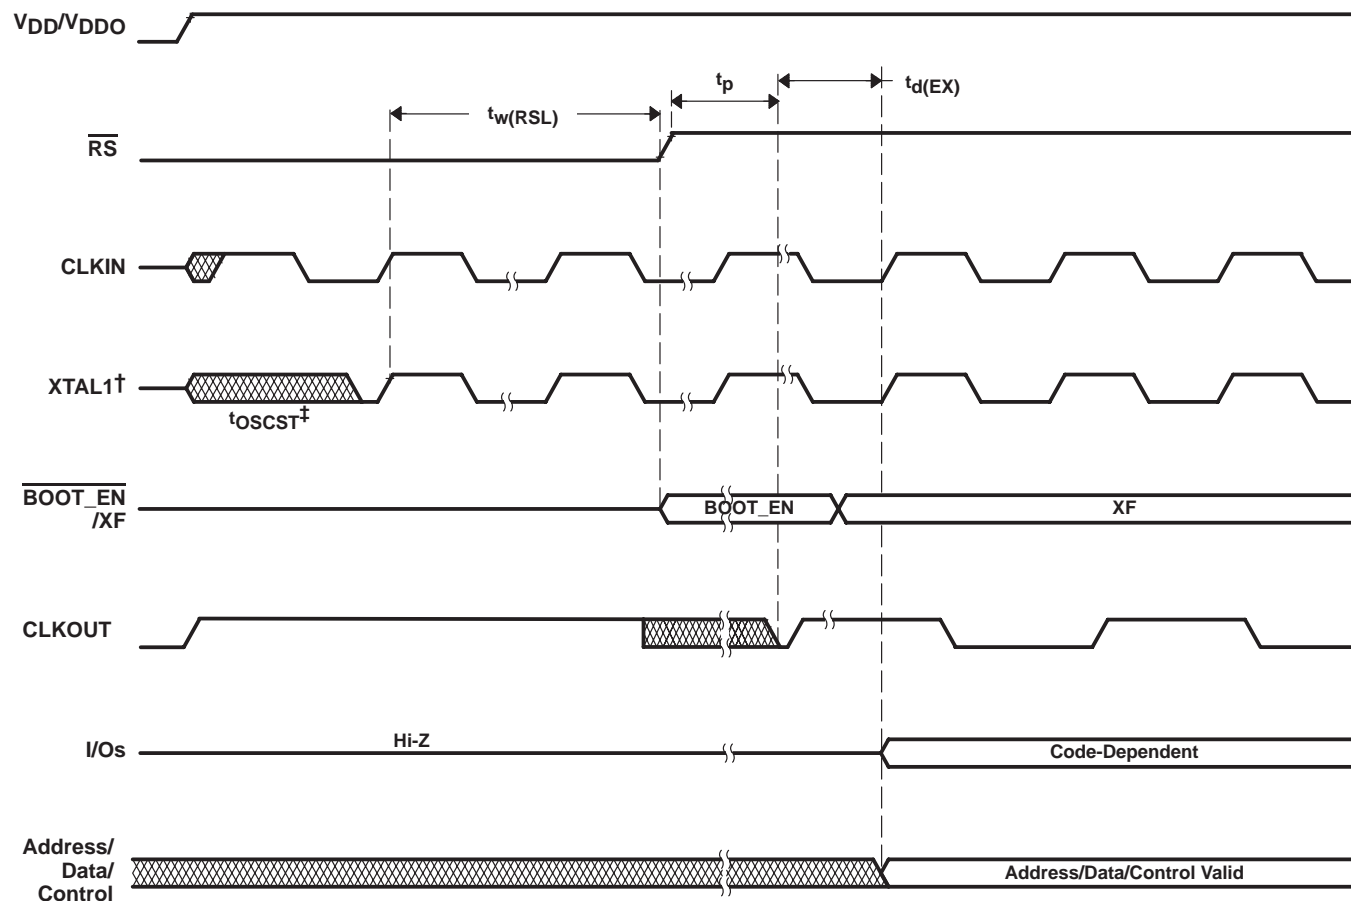 VDD/VDDO
tp
td(EX)
tw(RSL)
RS
CLKIN
XTAL1†
tOSCST‡
BOOT_EN
/XF
BOOT_EN
XF
CLKOUT
I/Os
Hi-Z
Code-Dependent
Address/
Data/
Control
Address/Data/Control Valid